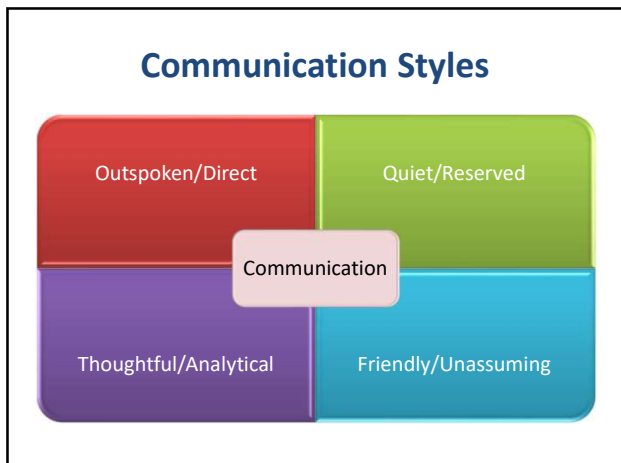 Communication Styles
Outspoken/Direct
Quiet/Reserved
Communication
Thoughtful/Analytical
Friendly/Unassuming